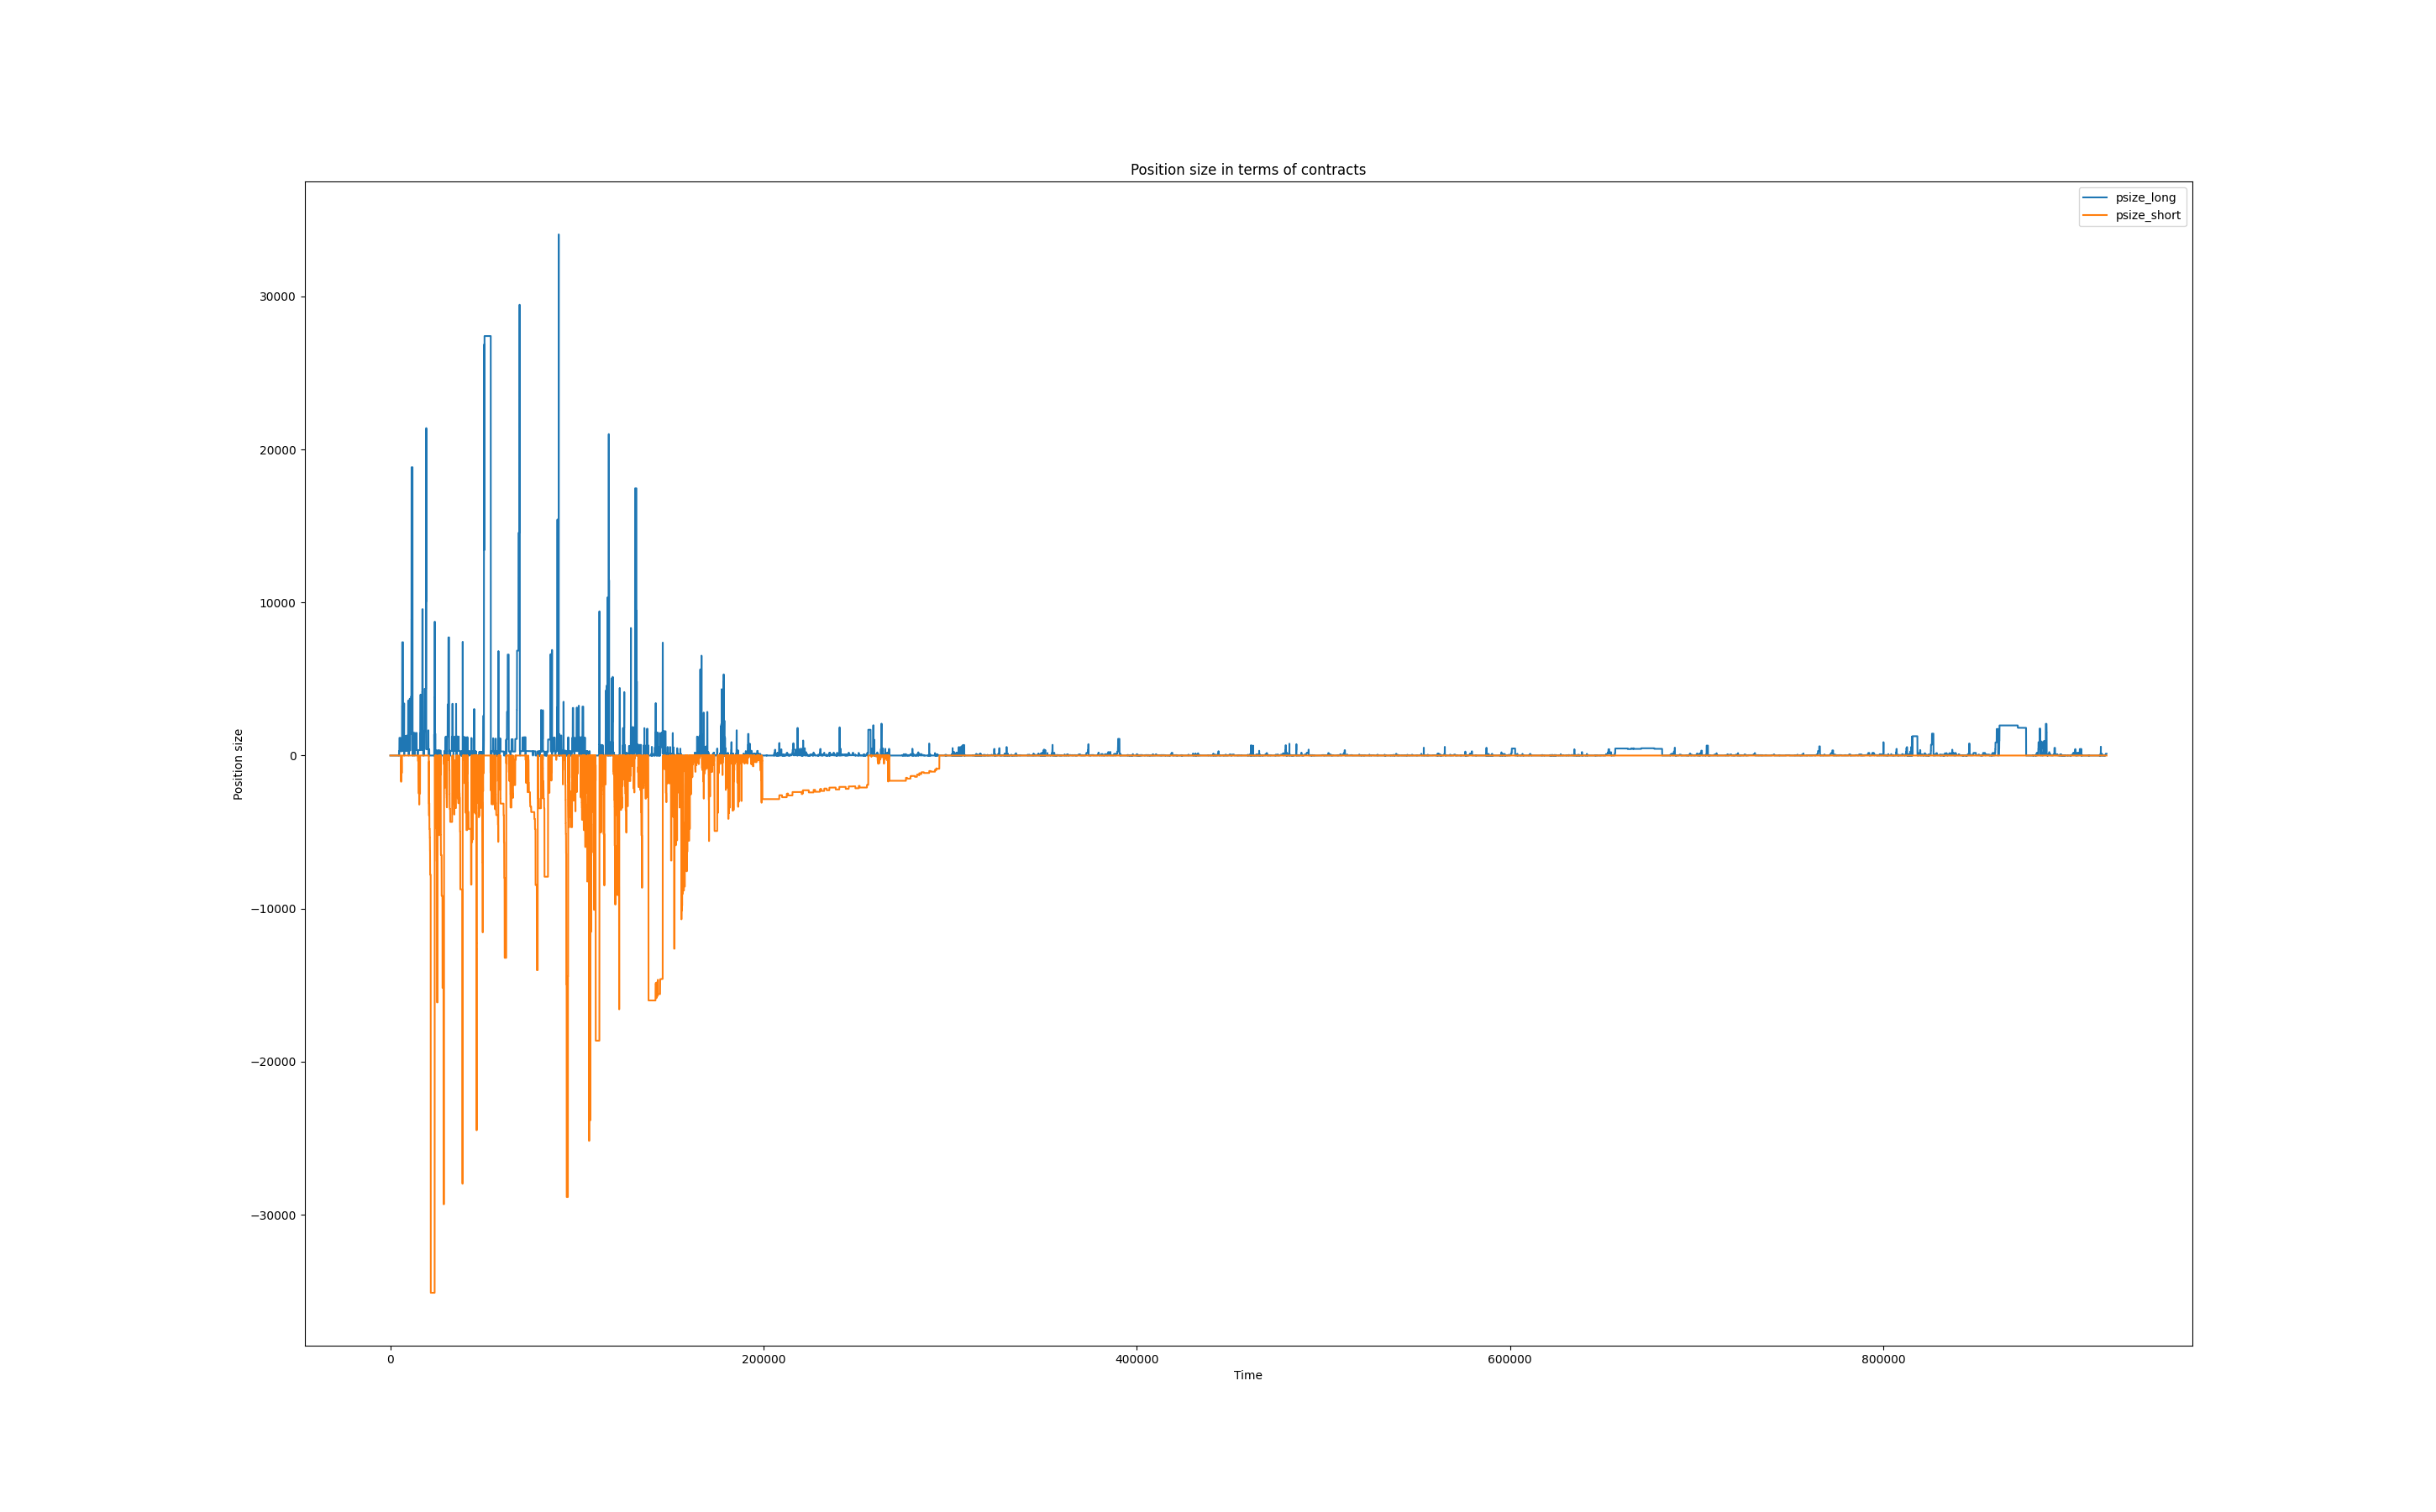 Position size in terms of contracts
psize_long
psize_short
Position size
30000
20000
10000
0
−10000
−20000
−30000
0
200000
400000
600000
800000
Time